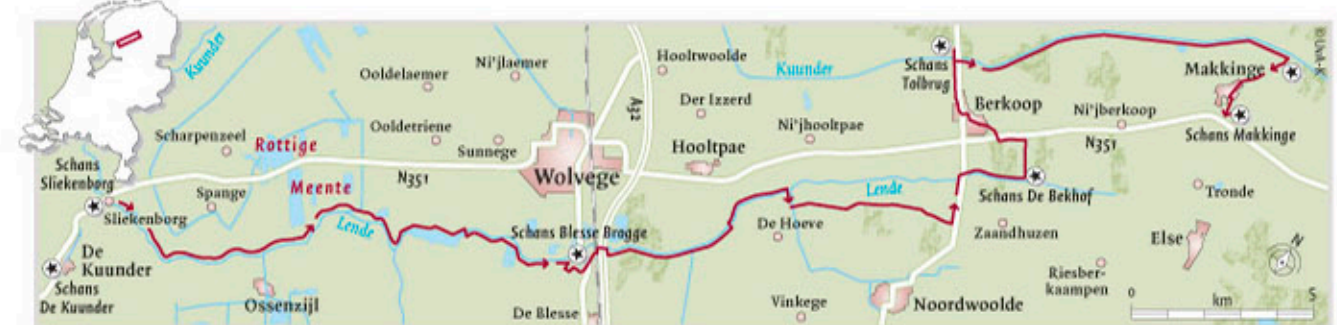 Kuunder
Ooldelaemer
Ni'jlaemer
Hooltwoolde
Kuunder
A32
Schans
Tolbrug
Makkinge
© Uvk-K
Scharpenzeel
Rottige
Meente
Ooldetriene
Sunnege
Der Izzerd
Hooltpae
Ni'jhooltpae
Berkoop
Ni'jberkoop
N351
Schans Makkinge
Schans
Sliekenborg
Spange
N351
Wolvege
Sliekenborg
Lende
Schans Blesse Brogge
De Hoeve
Lende
Schans De Bekhof
Tronde
Zaandhuzen
Else
N
De
Kuunder
Schans
De Kuunder
Ossenzijl
De Blesse
Vinkege
Noordwoolde
Riesber-
kaampen
0
km
5